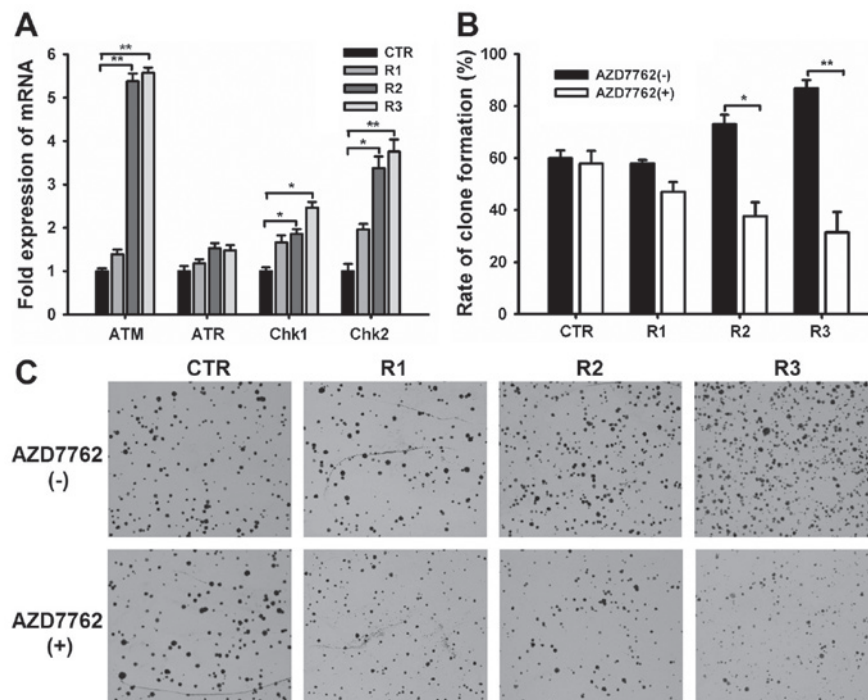 A
Fold expression of mRNA
6
5
4
3
2
1
0
** **
* *
* **
CTR
R1
R2
R3
ATM ATR Chk1 Chk2
B
Rate of clone formation (%)
100
80
60
40
20
0
AZD7762(-)
AZD7762(+)
* **
CTR R1 R2 R3
C
CTR R1 R2 R3
AZD7762
(-)
AZD7762
(+)